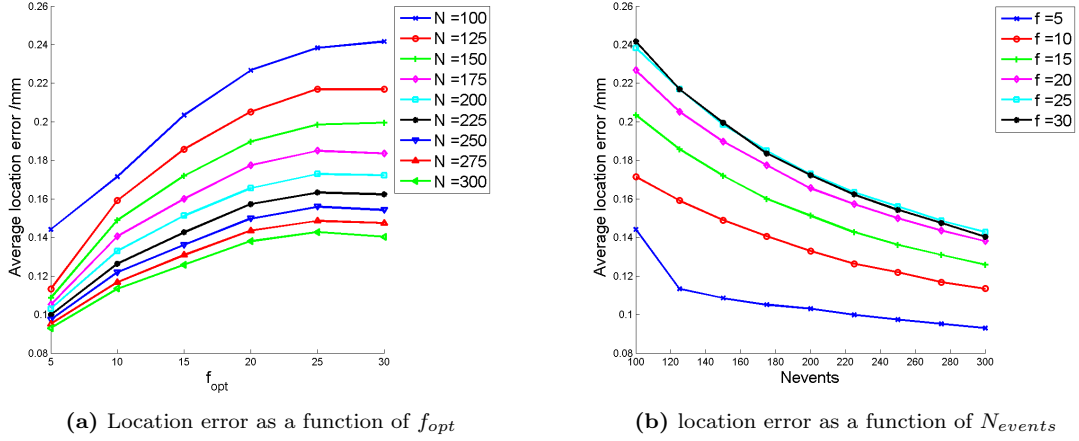 0.26
0.24
0.22
0.2
0.18
0.16
0.14
0.12
0.1
0.08
Average location error /mm
5 10 15 20 25 30
f_opt
N =100
N =125
N =150
N =175
N =200
N =225
N =250
N =275
N =300
(a) Location error as a function of f_opt
0.26
0.24
0.22
0.2
0.18
0.16
0.14
0.12
0.1
0.08
Average location error /mm
100 120 140 160 180 200 220 240 250 260 280 300
Nevents
f =5
f =10
f =15
f =20
f =25
f =30
(b) location error as a function of N_events